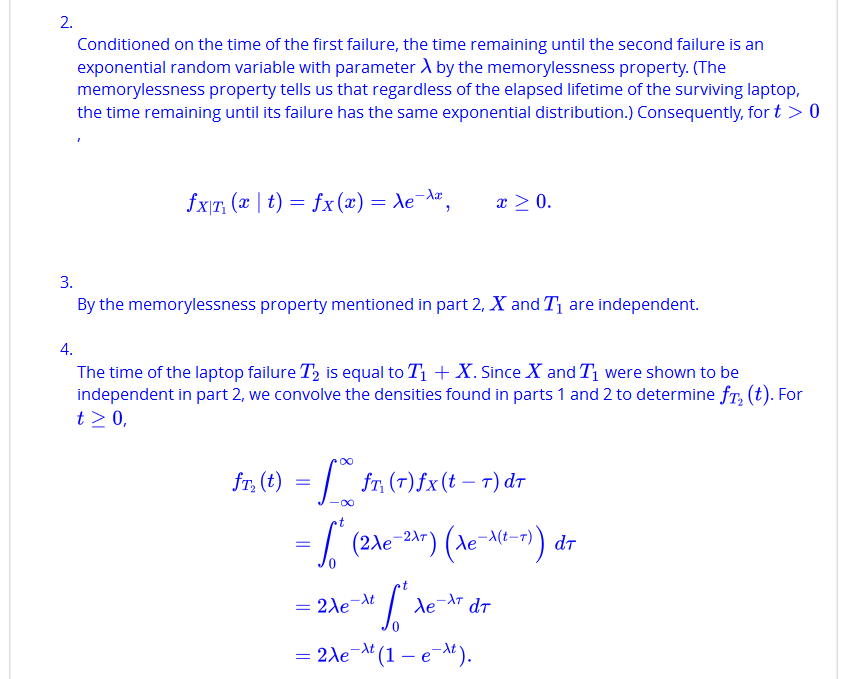 2.
Conditioned on the time of the first failure, the time remaining until the second failure is an
exponential random variable with parameter λ by the memorylessness property. (The
memorylessness property tells us that regardless of the elapsed lifetime of the surviving laptop,
the time remaining until its failure has the same exponential distribution.) Consequently, for t > 0
,
f_{X|T_1}(x | t) = f_X(x) = λe^{−λx}, x ≥ 0.
3.
By the memorylessness property mentioned in part 2, X and T_1 are independent.
4.
The time of the laptop failure T_2 is equal to T_1 + X. Since X and T_1 were shown to be
independent in part 2, we convolve the densities found in parts 1 and 2 to determine f_{T_2}(t). For
t ≥ 0,
f_{T_2}(t) = ∫_{−∞}^{∞} f_{T_1}(τ) f_X(t − τ) dτ
= ∫_0^t (2λe^{−2λτ}) (λe^{−λ(t−τ)}) dτ
= 2λe^{−λt} ∫_0^t λe^{−λτ} dτ
= 2λe^{−λt}(1 − e^{−λt}).